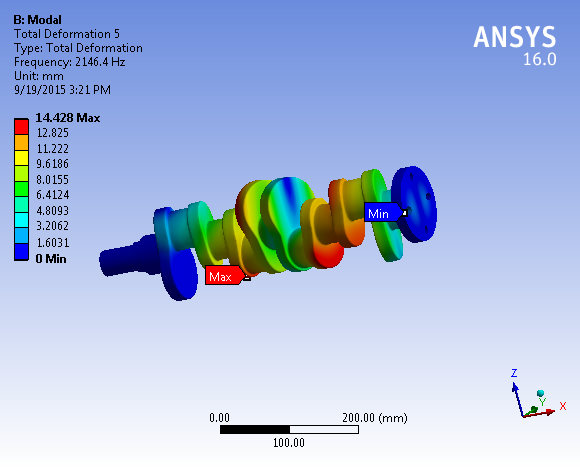 B: Modal
Total Deformation 5
Type: Total Deformation
Frequency: 2146.4 Hz
Unit: mm
9/19/2015 3:21 PM
ANSYS
16.0
14.428 Max
12.825
11.222
9.6186
8.0155
6.4124
4.8093
3.2062
1.6031
0 Min
Min
Max
Z
Y
X
0.00
200.00 (mm)
100.00